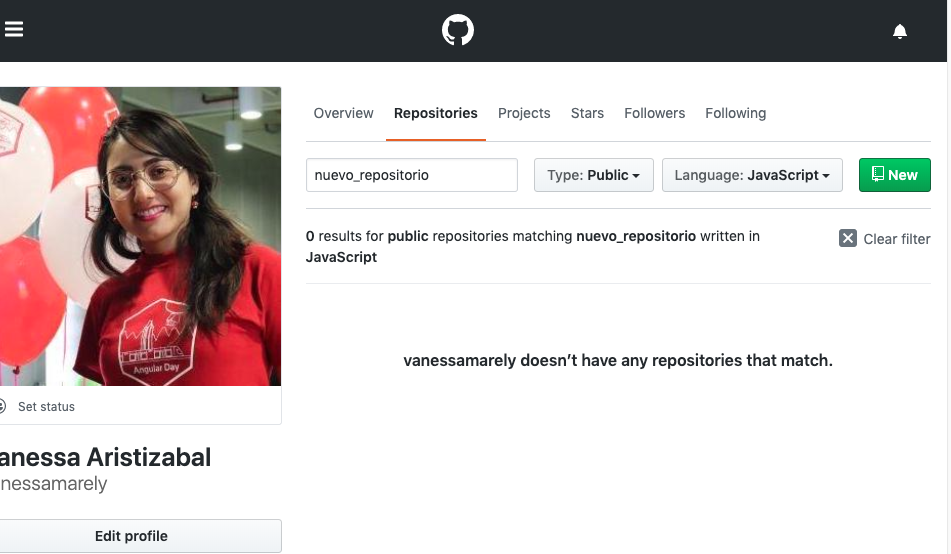 Overview Repositories Projects Stars Followers Following
nuevo_repositorio Type: Public Language: JavaScript New
0 results for public repositories matching nuevo_repositorio written in
JavaScript
Clear filter
vanessamarely doesn’t have any repositories that match.
Angular Day
Set status
anessa Aristizabal
nessamarely
Edit profile